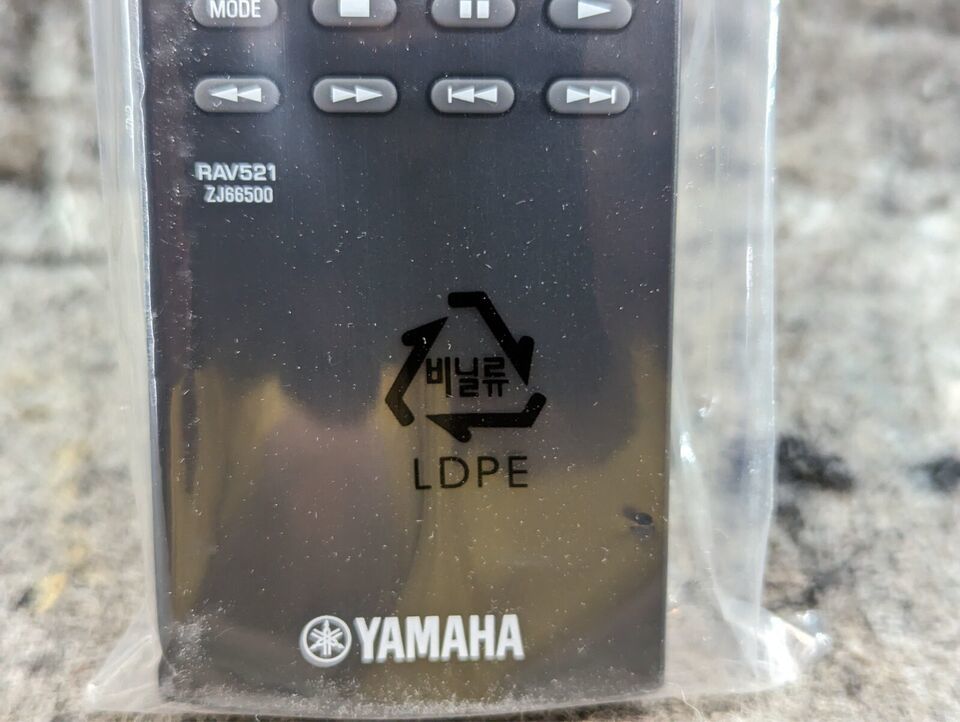 MODE
RAV521
ZJ66500
비닐류
LDPE
YAMAHA